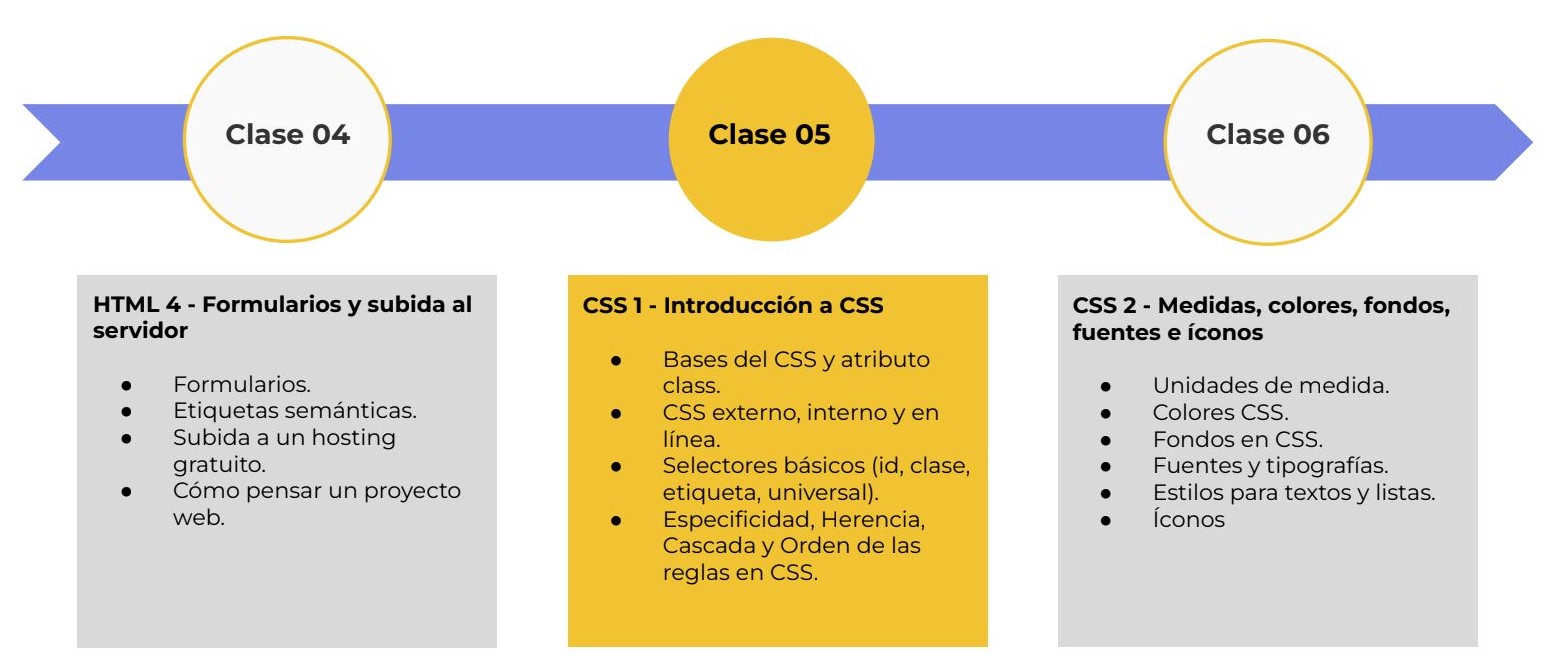 Clase 04
Clase 05
Clase 06
HTML 4 - Formularios y subida al
servidor
● Formularios.
● Etiquetas semánticas.
● Subida a un hosting
gratuito.
● Cómo pensar un proyecto
web.
CSS 1 - Introducción a CSS
● Bases del CSS y atributo
class.
● CSS externo, interno y en
línea.
● Selectores básicos (id, clase,
etiqueta, universal).
● Especificidad, Herencia,
Cascada y Orden de las
reglas en CSS.
CSS 2 - Medidas, colores, fondos,
fuentes e íconos
● Unidades de medida.
● Colores CSS.
● Fondos en CSS.
● Fuentes y tipografías.
● Estilos para textos y listas.
● Íconos